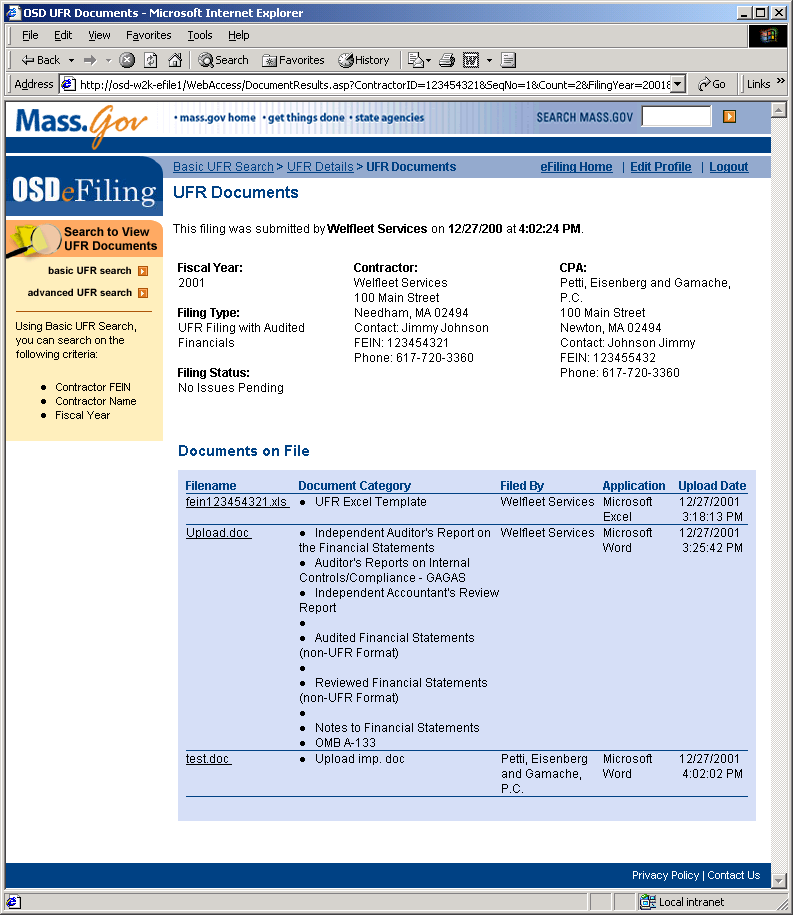 OSD UFR Documents - Microsoft Internet Explorer
File Edit View Favorites Tools Help
Back Search Favorites History
Address http://osd-w2k-efile1/WebAccess/DocumentResults.asp?ContractorID=123454321&SeqNo=1&Count=2&FilingYear=2001& Go Links »
Mass.Gov • mass.gov home • get things done • state agencies SEARCH MASS.GOV
Basic UFR Search > UFR Details > UFR Documents eFiling Home | Edit Profile | Logout
OSDeFiling
UFR Documents
Search to View
UFR Documents
basic UFR search
advanced UFR search
Using Basic UFR Search,
you can search on the
following criteria:
● Contractor FEIN
● Contractor Name
● Fiscal Year
This filing was submitted by Welfleet Services on 12/27/200 at 4:02:24 PM.
Fiscal Year:
2001
Filing Type:
UFR Filing with Audited
Financials
Filing Status:
No Issues Pending
Contractor:
Welfleet Services
100 Main Street
Needham, MA 02494
Contact: Jimmy Johnson
FEIN: 123454321
Phone: 617-720-3360
CPA:
Petti, Eisenberg and Gamache,
P.C.
100 Main Street
Newton, MA 02494
Contact: Johnson Jimmy
FEIN: 123455432
Phone: 617-720-3360
Documents on File
Filename Document Category Filed By Application Upload Date
fein123454321.xls ● UFR Excel Template Welfleet Services Microsoft 12/27/2001
Excel 3:18:13 PM
Upload.doc ● Independent Auditor's Report on Welfleet Services Microsoft 12/27/2001
the Financial Statements Word 3:25:42 PM
● Auditor's Reports on Internal
Controls/Compliance - GAGAS
● Independent Accountant's Review
Report
●
● Audited Financial Statements
(non-UFR Format)
●
● Reviewed Financial Statements
(non-UFR Format)
●
● Notes to Financial Statements
● OMB A-133
test.doc ● Upload imp. doc Petti, Eisenberg Microsoft 12/27/2001
and Gamache, Word 4:02:02 PM
P.C.
Privacy Policy | Contact Us
Local intranet